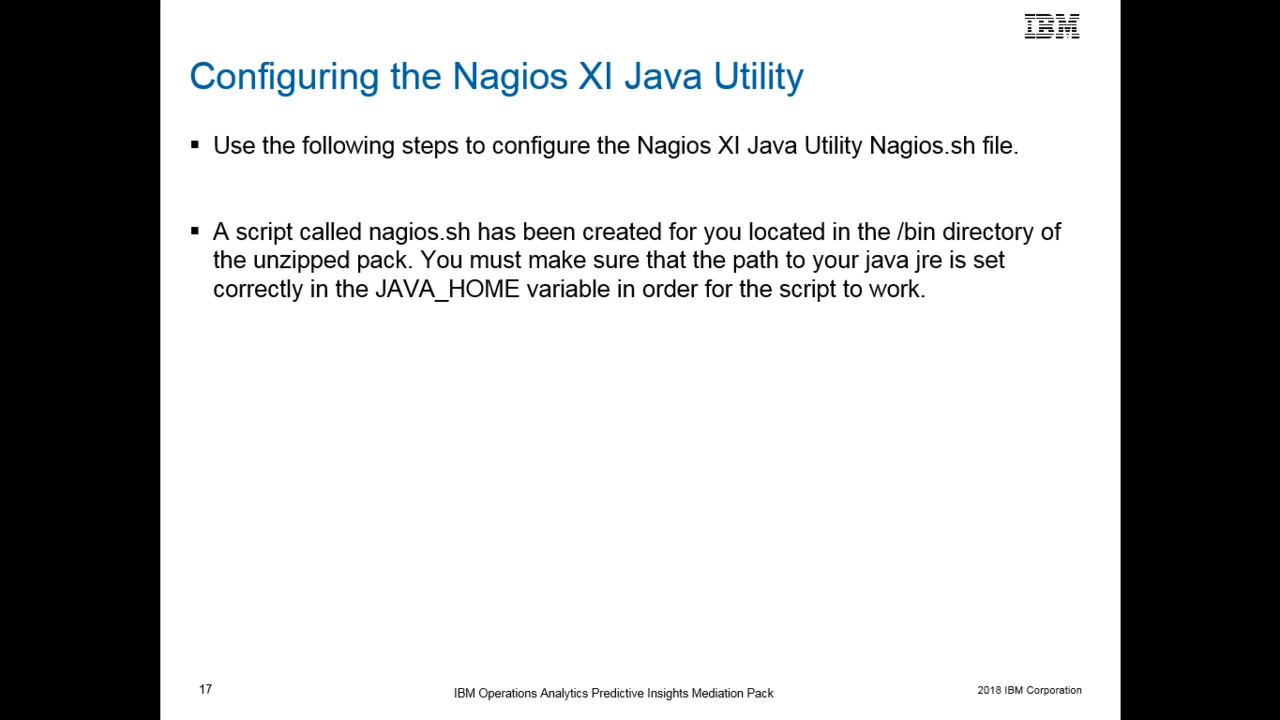 IBM
Configuring the Nagios XI Java Utility
▪ Use the following steps to configure the Nagios XI Java Utility Nagios.sh file.
▪ A script called nagios.sh has been created for you located in the /bin directory of
the unzipped pack. You must make sure that the path to your java jre is set
correctly in the JAVA_HOME variable in order for the script to work.
17
IBM Operations Analytics Predictive Insights Mediation Pack
2018 IBM Corporation